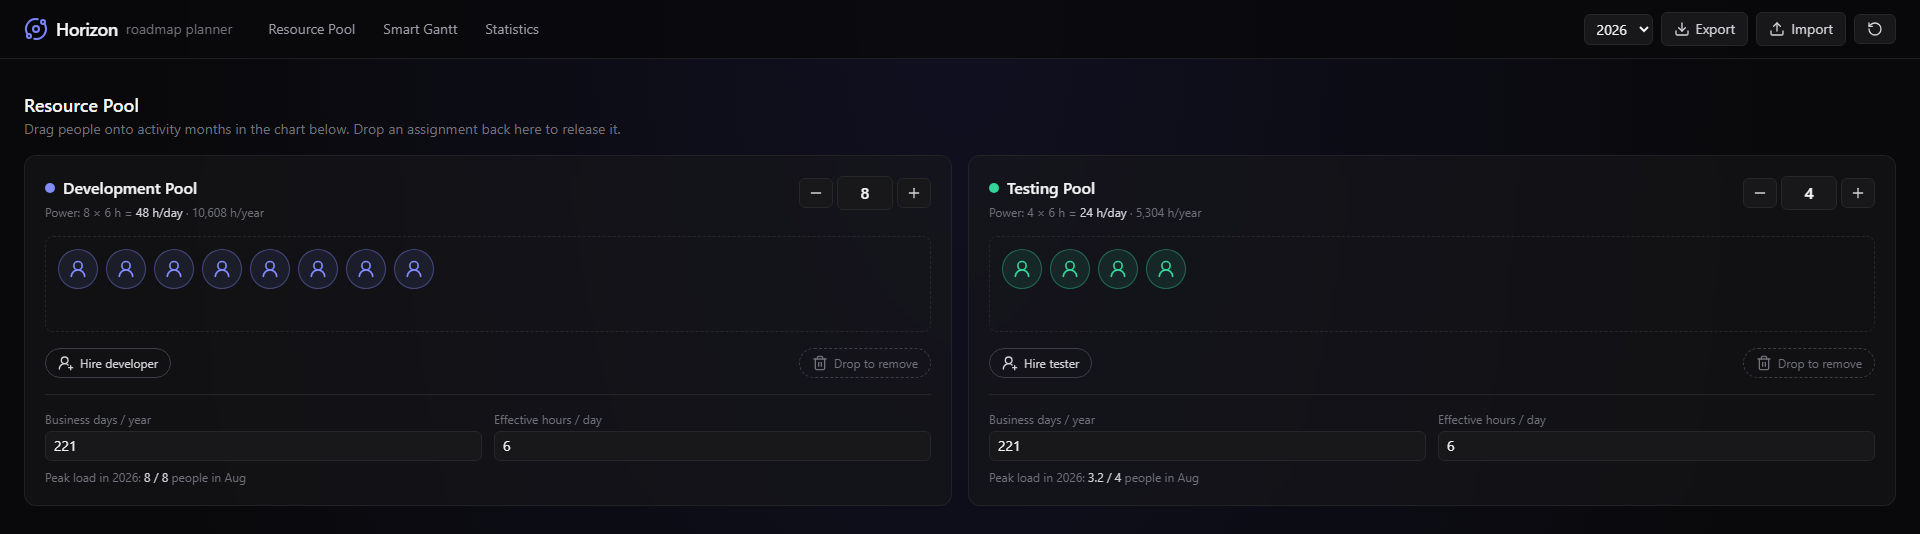 Horizon roadmap planner Resource Pool Smart Gantt Statistics 2026 Export Import
Resource Pool
Drag people onto activity months in the chart below. Drop an assignment back here to release it.
Development Pool 8
Power: 8 × 6 h = 48 h/day · 10,608 h/year
Hire developer Drop to remove
Business days / year Effective hours / day
221 6
Peak load in 2026: 8 / 8 people in Aug
Testing Pool 4
Power: 4 × 6 h = 24 h/day · 5,304 h/year
Hire tester Drop to remove
Business days / year Effective hours / day
221 6
Peak load in 2026: 3.2 / 4 people in Aug